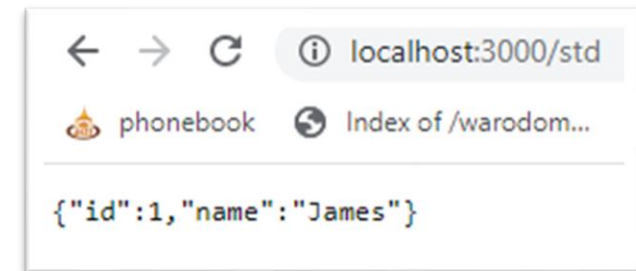 localhost:3000/std
phonebook Index of /warodom...
{"id":1,"name":"James"}